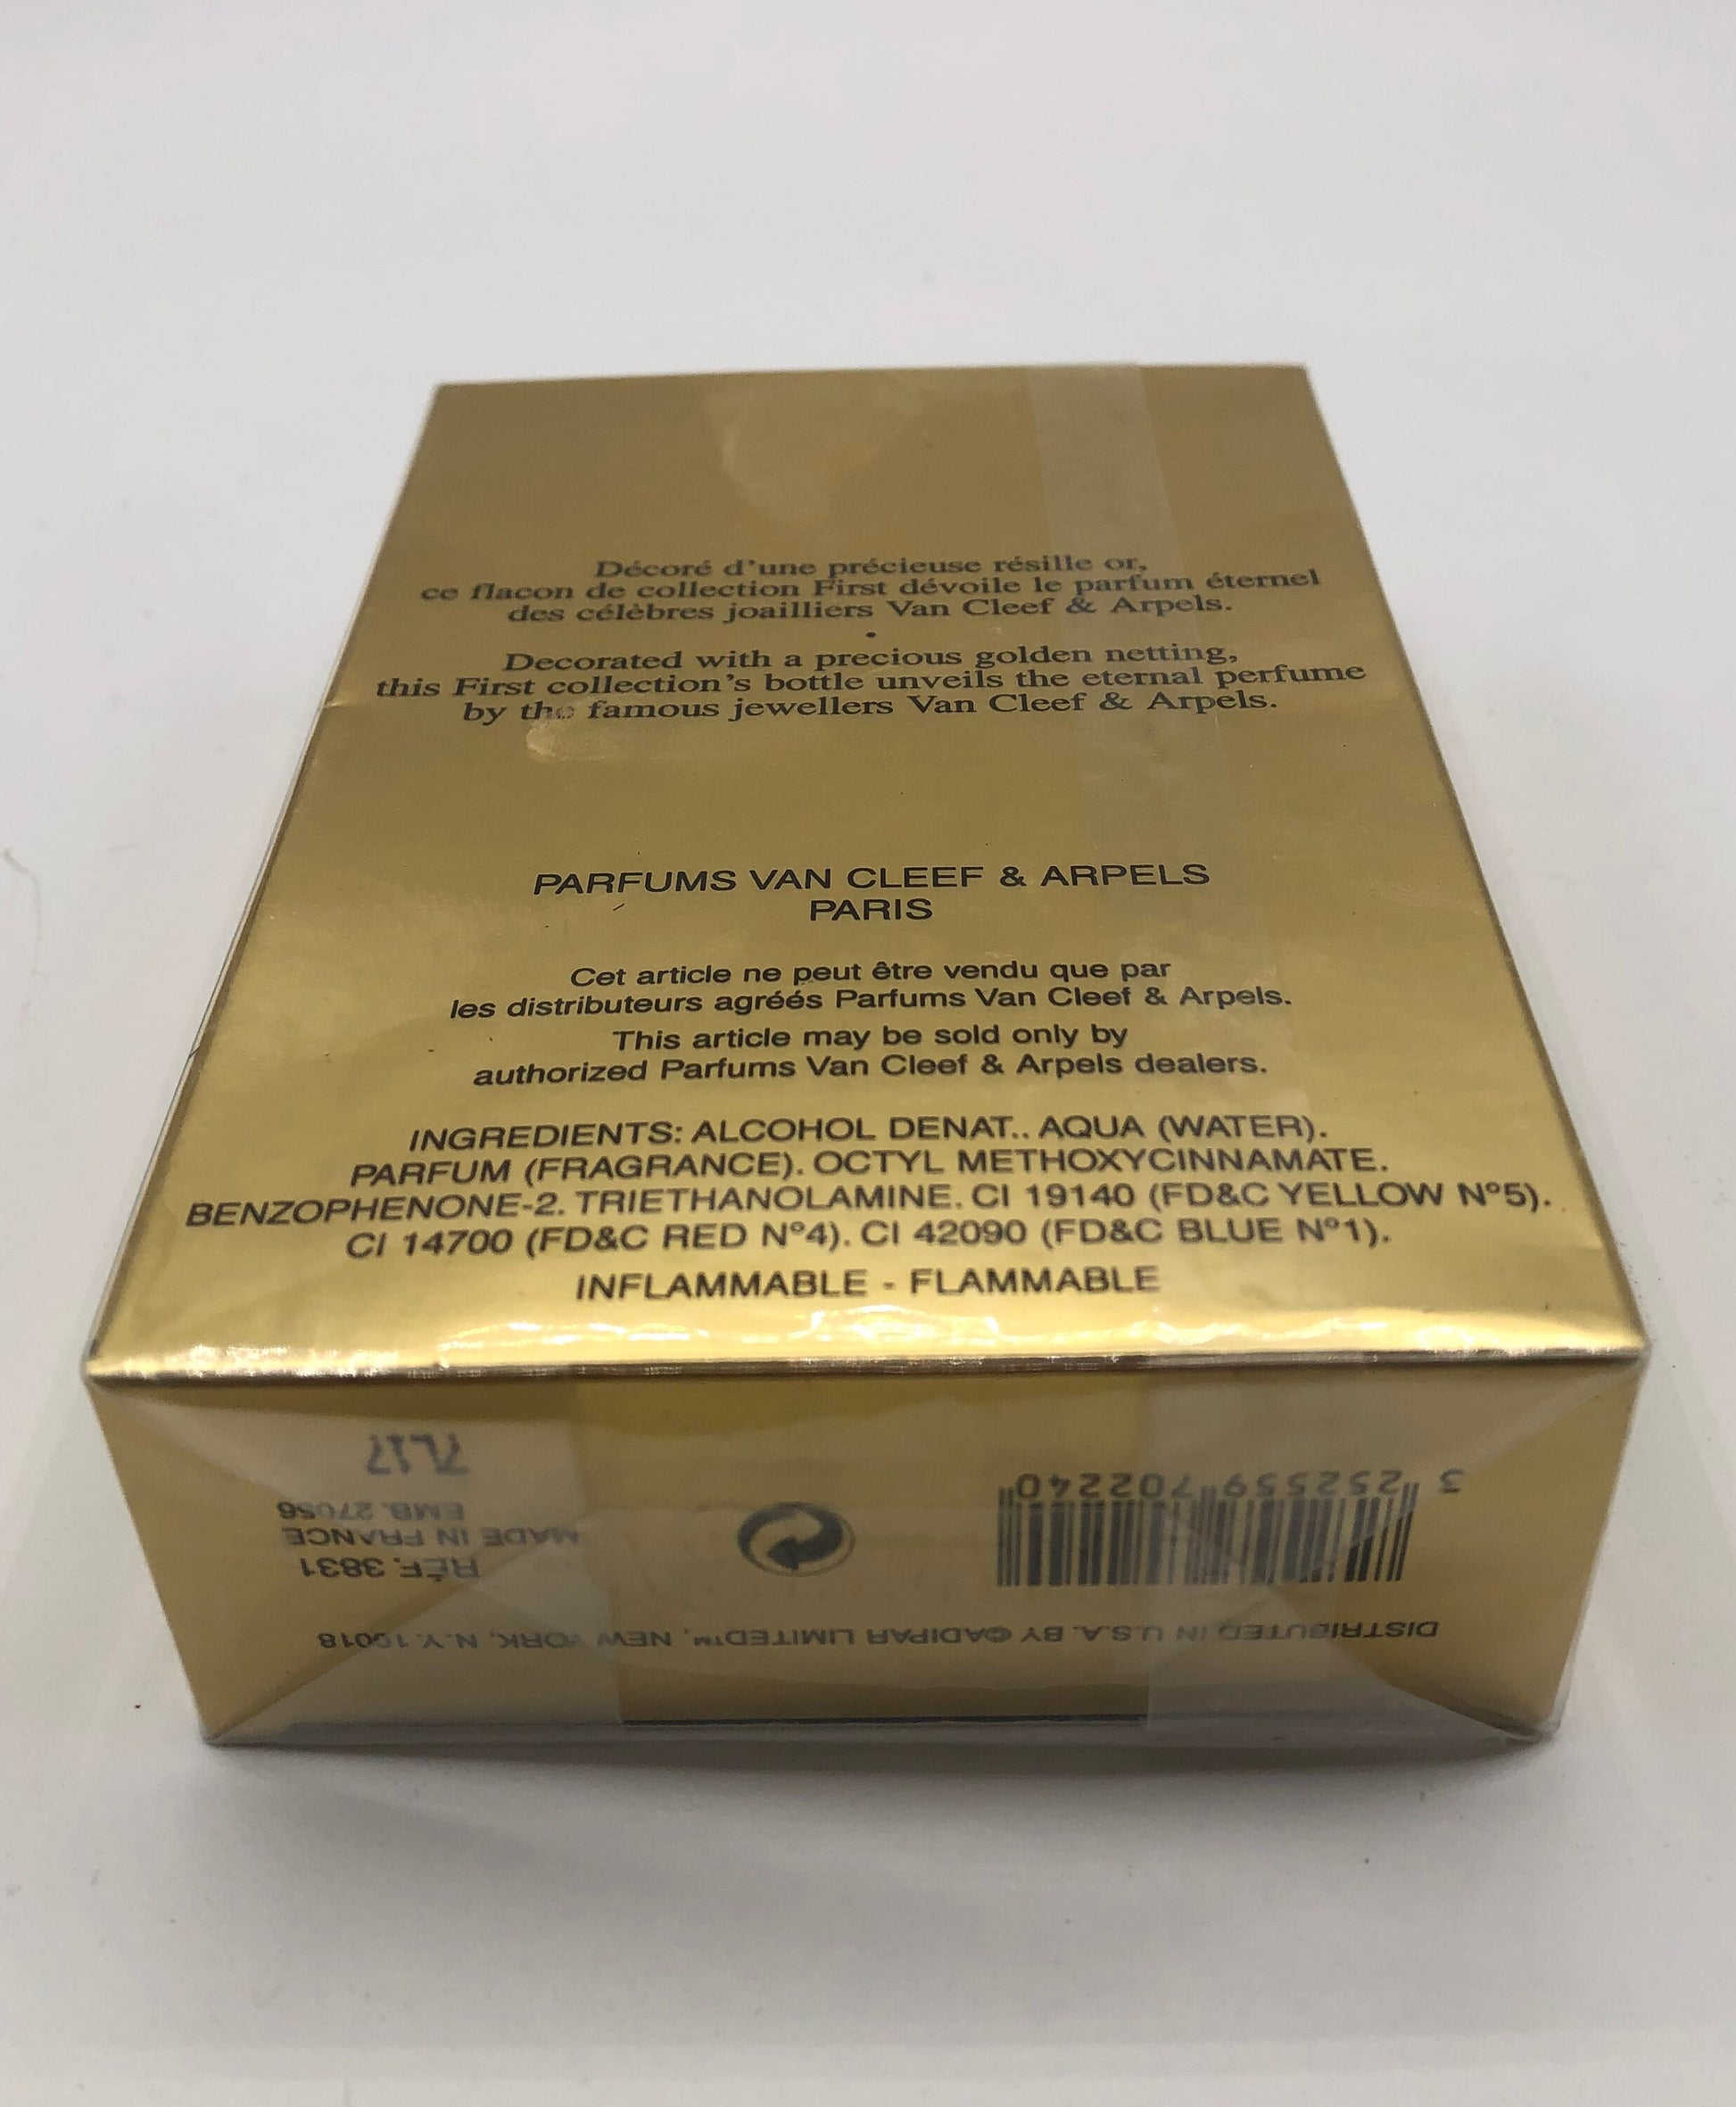 Décoré d'une précieuse résille or,
ce flacon de collection First dévoile le parfum éternel
des célèbres joailliers Van Cleef & Arpels.
•
Decorated with a precious golden netting,
this First collection's bottle unveils the eternal perfume
by the famous jewellers Van Cleef & Arpels.
PARFUMS VAN CLEEF & ARPELS
PARIS
Cet article ne peut être vendu que par
les distributeurs agréés Parfums Van Cleef & Arpels.
This article may be sold only by
authorized Parfums Van Cleef & Arpels dealers.
INGREDIENTS: ALCOHOL DENAT.. AQUA (WATER).
PARFUM (FRAGRANCE). OCTYL METHOXYCINNAMATE.
BENZOPHENONE-2. TRIETHANOLAMINE. CI 19140 (FD&C YELLOW Nº5).
CI 14700 (FD&C RED Nº4). CI 42090 (FD&C BLUE Nº1).
INFLAMMABLE - FLAMMABLE
DISTRIBUTED IN U.S.A. BY ©ADIPAR LIMITED™, NEW YORK, N.Y. 10018
3 252559 702240
RÉF. 3831
MADE IN FRANCE
EMB. 27056
7L17